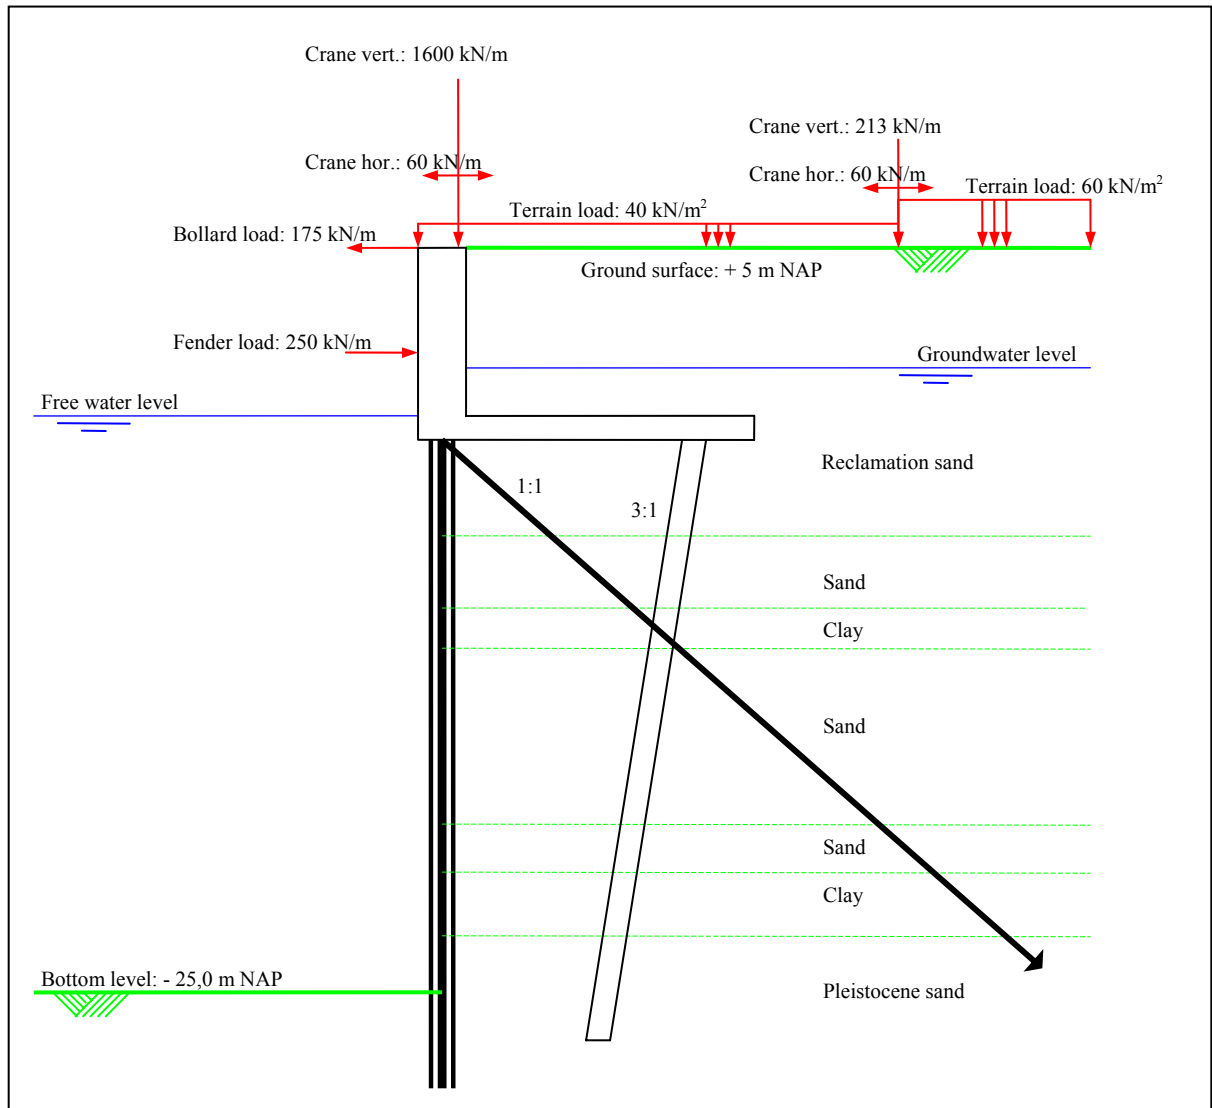 Crane vert.: 1600 kN/m
Crane vert.: 213 kN/m
Crane hor.: 60 kN/m
Crane hor.: 60 kN/m
Terrain load: 60 kN/m²
Terrain load: 40 kN/m²
Bollard load: 175 kN/m
Ground surface: + 5 m NAP
Fender load: 250 kN/m
Groundwater level
Free water level
Reclamation sand
1:1
3:1
Sand
Clay
Sand
Sand
Clay
Bottom level: - 25,0 m NAP
Pleistocene sand